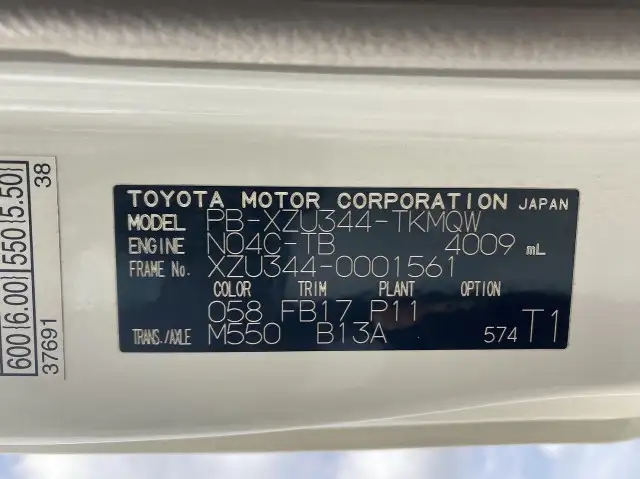 TOYOTA MOTOR CORPORATION JAPAN
MODEL PB-XZU344-TKMQW
ENGINE N04C-TB 4009 mL
FRAME No. XZU344-0001561
COLOR TRIM PLANT OPTION
058 FB17 P11
TRANS./AXLE M550 B13A 574 T1
600(6.00) 550(5.50)
37691 38